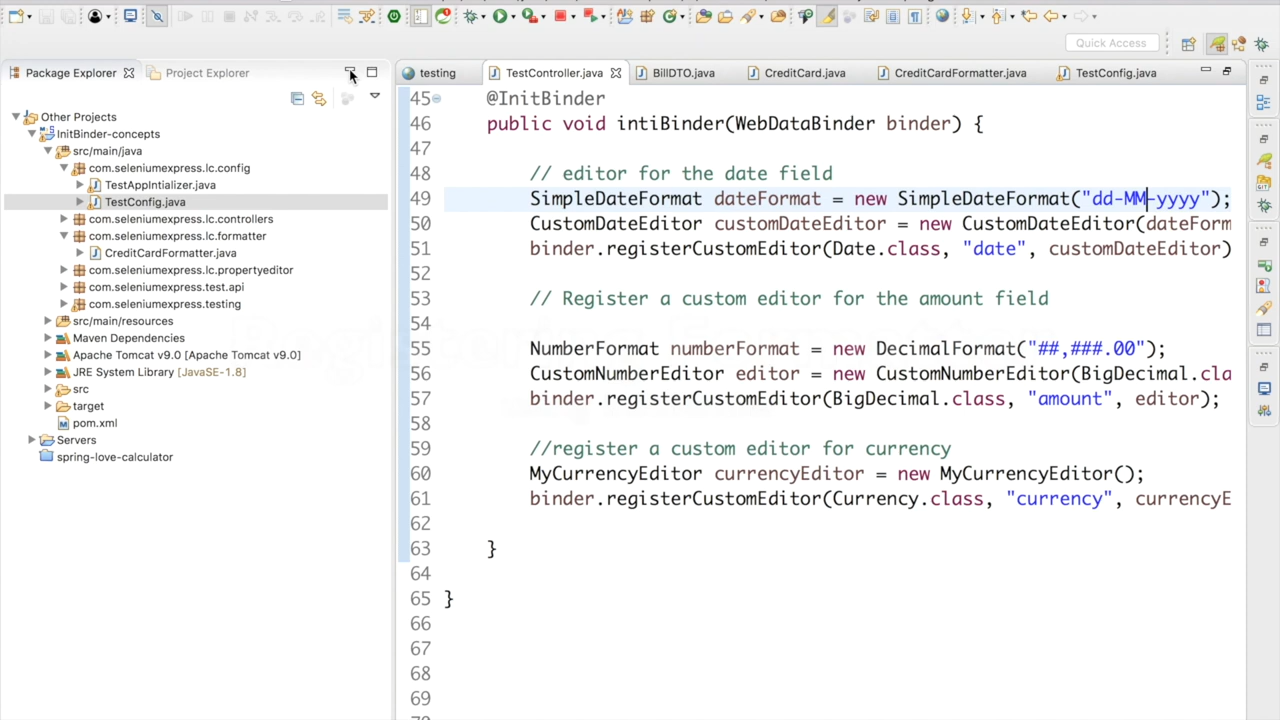 Quick Access
Package Explorer
Project Explorer
testing
TestController.java
BillDTO.java
CreditCard.java
CreditCardFormatter.java
TestConfig.java
Other Projects
InitBinder-concepts
src/main/java
com.seleniumexpress.lc.config
TestAppIntializer.java
TestConfig.java
com.seleniumexpress.lc.controllers
com.seleniumexpress.lc.formatter
CreditCardFormatter.java
com.seleniumexpress.lc.propertyeditor
com.seleniumexpress.test.api
com.seleniumexpress.testing
src/main/resources
Maven Dependencies
Apache Tomcat v9.0 [Apache Tomcat v9.0]
JRE System Library [JavaSE-1.8]
src
target
pom.xml
Servers
spring-love-calculator
45 @InitBinder
46 public void intiBinder(WebDataBinder binder) {
47
48 // editor for the date field
49 SimpleDateFormat dateFormat = new SimpleDateFormat("dd-MM-yyyy");
50 CustomDateEditor customDateEditor = new CustomDateEditor(dateForm
51 binder.registerCustomEditor(Date.class, "date", customDateEditor)
52
53 // Register a custom editor for the amount field
54
55 NumberFormat numberFormat = new DecimalFormat("##,###.00");
56 CustomNumberEditor editor = new CustomNumberEditor(BigDecimal.cla
57 binder.registerCustomEditor(BigDecimal.class, "amount", editor);
58
59 //register a custom editor for currency
60 MyCurrencyEditor currencyEditor = new MyCurrencyEditor();
61 binder.registerCustomEditor(Currency.class, "currency", currencyE
62
63 }
64
65 }
66
67
68
69